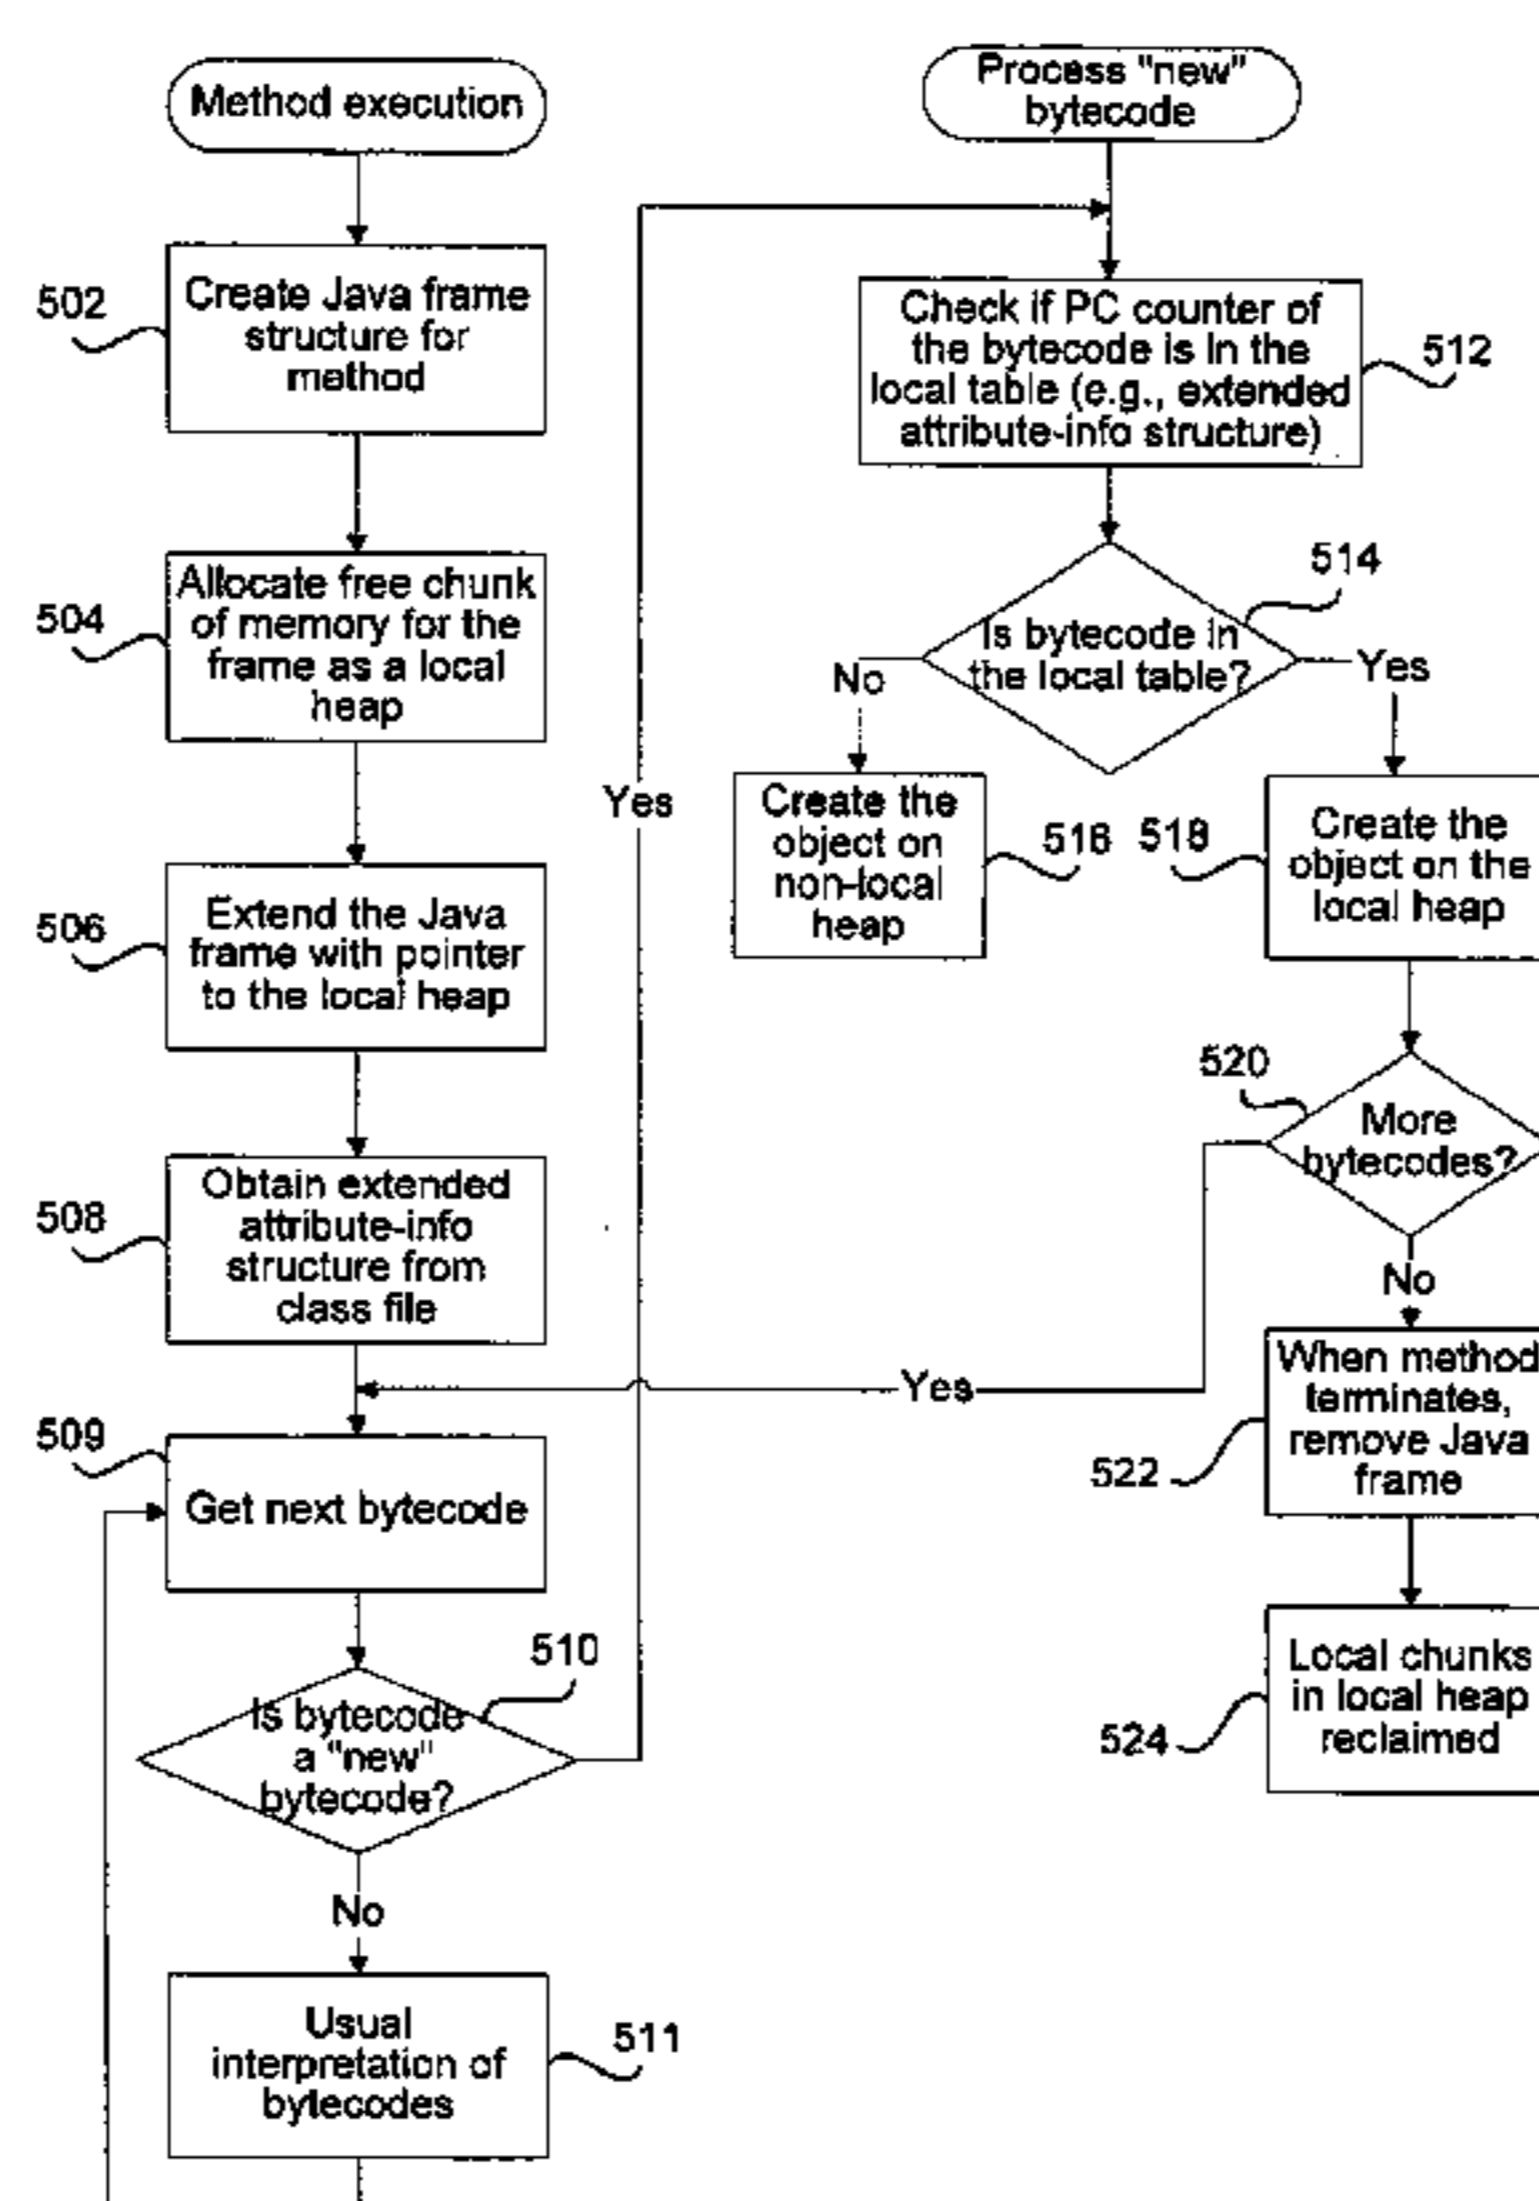 Method execution
502
Create Java frame
structure for
method
504
Allocate free chunk
of memory for the
frame as a local
heap
506
Extend the Java
frame with pointer
to the local heap
508
Obtain extended
attribute-info
structure from
class file
509
Get next bytecode
510
Is bytecode
a "new"
bytecode?
Yes
No
Usual
interpretation of
bytecodes
511
Process "new"
bytecode
Check if PC counter of
the bytecode is in the
local table (e.g., extended
attribute-info structure)
512
514
Is bytecode in
the local table?
No
Yes
Create the
object on
non-local
heap
516
518
Create the
object on the
local heap
520
More
bytecodes?
Yes
No
When method
terminates,
remove Java
frame
522
Local chunks
in local heap
reclaimed
524